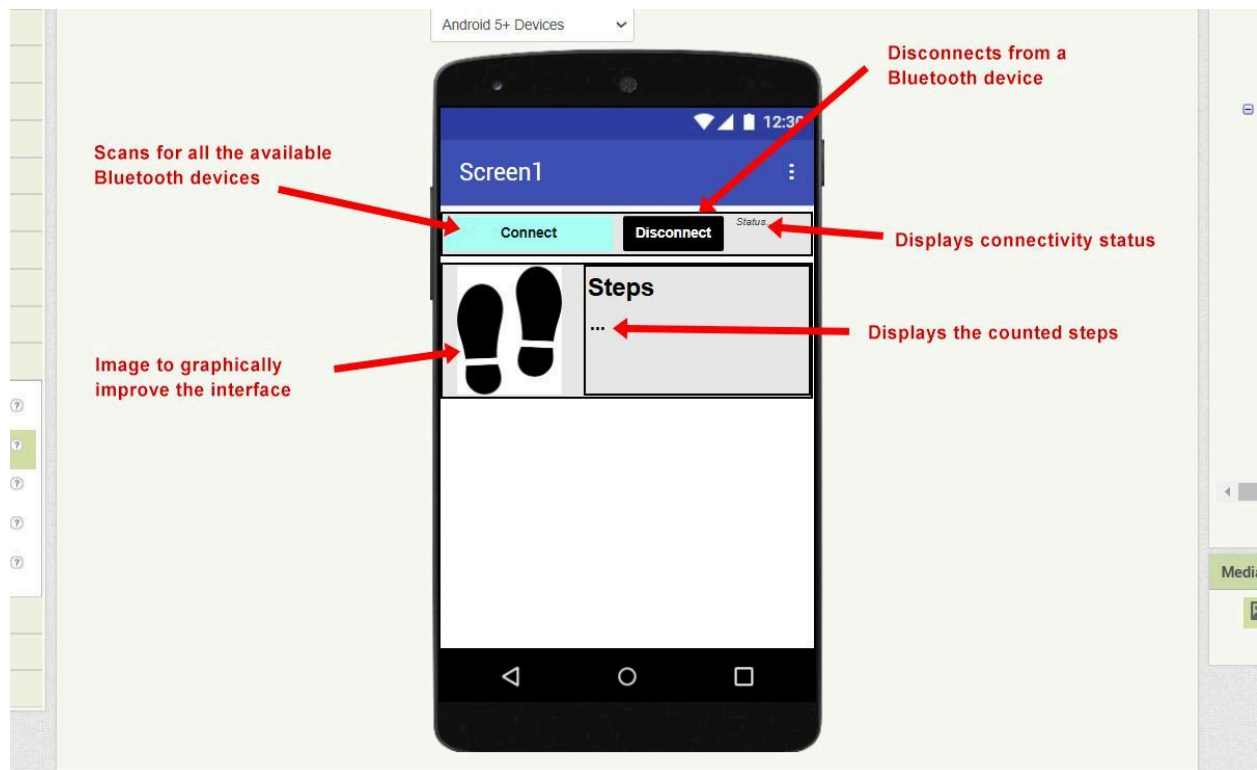 Android 5+ Devices
Disconnects from a
Bluetooth device
12:30
Scans for all the available
Bluetooth devices
Screen1
Connect
Disconnect
Status...
Displays connectivity status
Steps
...
Displays the counted steps
Image to graphically
improve the interface